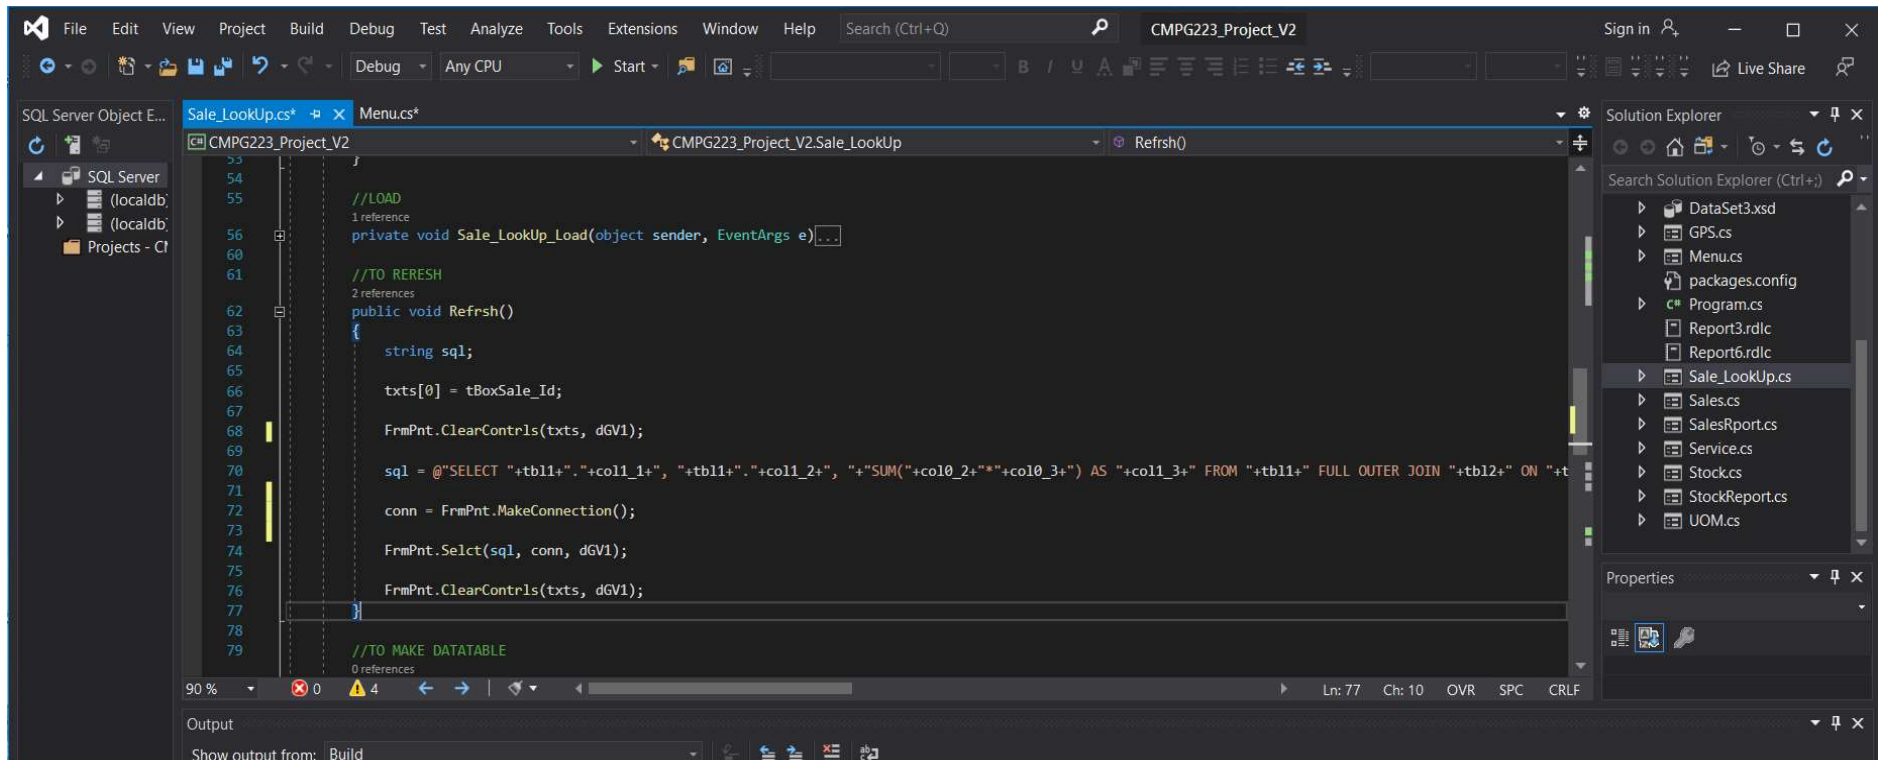 File Edit View Project Build Debug Test Analyze Tools Extensions Window Help Search (Ctrl+Q) CMPG223_Project_V2 Sign in
Debug Any CPU Start B I U A Live Share
SQL Server Object E...
SQL Server
(localdb)
(localdb)
Projects - CM
Sale_LookUp.cs* Menu.cs*
CMPG223_Project_V2 CMPG223_Project_V2.Sale_LookUp Refrsh()
53 }
54
55 //LOAD
1 reference
56 private void Sale_LookUp_Load(object sender, EventArgs e)...
60
61 //TO RERESH
2 references
62 public void Refrsh()
63 {
64 string sql;
65
66 txts[0] = tBoxSale_Id;
67
68 FrmPnt.ClearContrls(txts, dGV1);
69
70 sql = @"SELECT "+tbl1+"."+col1_1+", "+tbl1+"."+col1_2+", "+"SUM("+col0_2+"*"+col0_3+") AS "+col1_3+" FROM "+tbl1+" FULL OUTER JOIN "+tbl2+" ON "+t
71
72 conn = FrmPnt.MakeConnection();
73
74 FrmPnt.Selct(sql, conn, dGV1);
75
76 FrmPnt.ClearContrls(txts, dGV1);
77 }
78
79 //TO MAKE DATATABLE
0 references
90 % 0 4 Ln: 77 Ch: 10 OVR SPC CRLF
Output
Show output from: Build
Solution Explorer
Search Solution Explorer (Ctrl+;)
DataSet3.xsd
GPS.cs
Menu.cs
packages.config
C# Program.cs
Report3.rdlc
Report6.rdlc
Sale_LookUp.cs
Sales.cs
SalesRport.cs
Service.cs
Stock.cs
StockReport.cs
UOM.cs
Properties